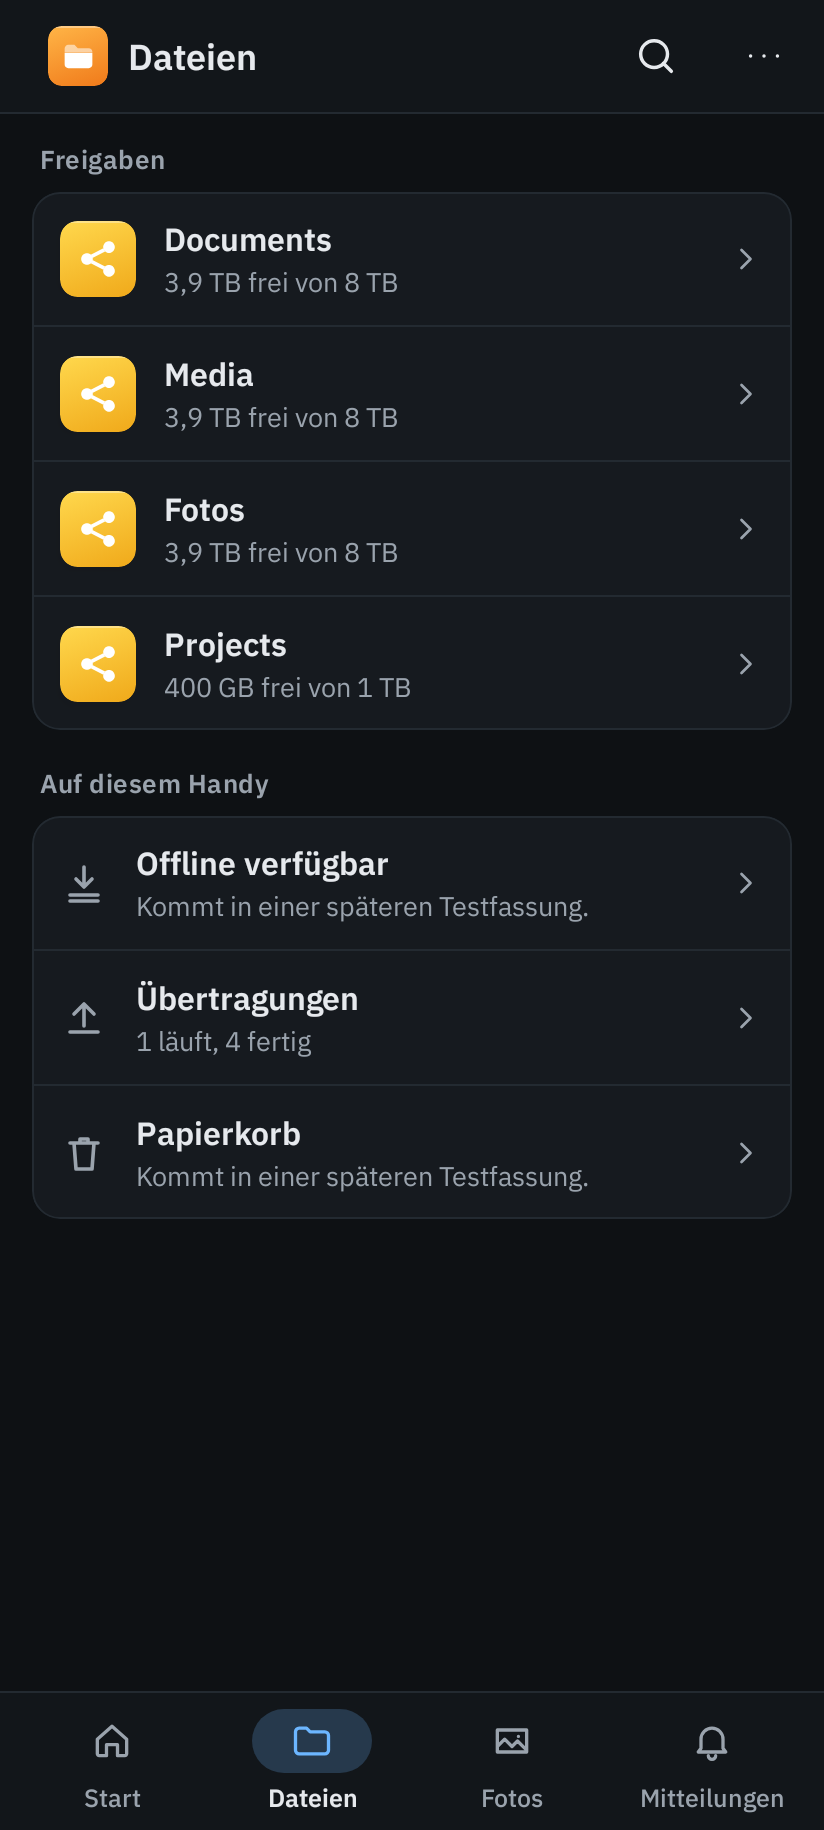 Dateien
Freigaben
Documents
3,9 TB frei von 8 TB
Media
3,9 TB frei von 8 TB
Fotos
3,9 TB frei von 8 TB
Projects
400 GB frei von 1 TB
Auf diesem Handy
Offline verfügbar
Kommt in einer späteren Testfassung.
Übertragungen
1 läuft, 4 fertig
Papierkorb
Kommt in einer späteren Testfassung.
Start
Dateien
Fotos
Mitteilungen